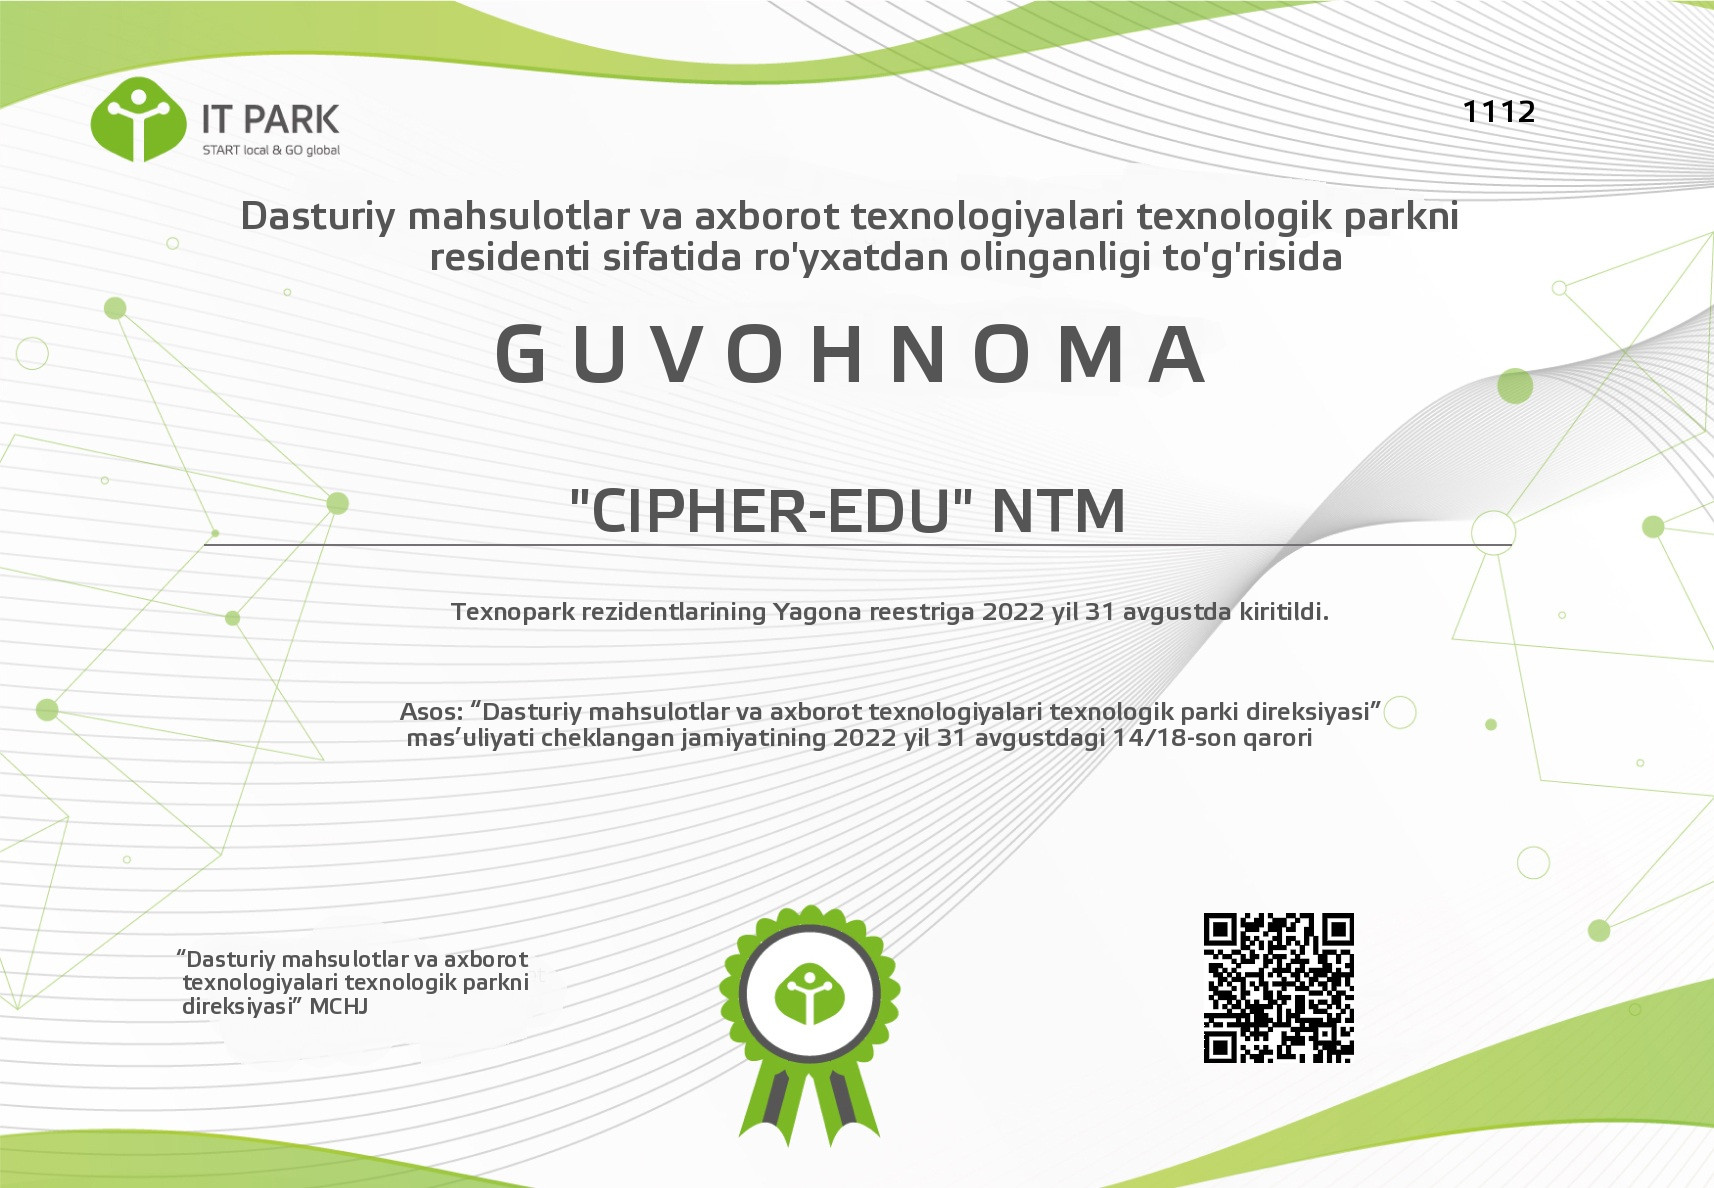 IT PARK
START local & GO global
1112
Dasturiy mahsulotlar va axborot texnologiyalari texnologik parkni
residenti sifatida ro'yxatdan olinganligi to'g'risida
GUVOHNOMA
"CIPHER-EDU" NTM
Texnopark rezidentlarining Yagona reestriga 2022 yil 31 avgustda kiritildi.
Asos: “Dasturiy mahsulotlar va axborot texnologiyalari texnologik parki direksiyasi”
mas’uliyati cheklangan jamiyatining 2022 yil 31 avgustdagi 14/18-son qarori
“Dasturiy mahsulotlar va axborot
texnologiyalari texnologik parkni
direksiyasi” MCHJ